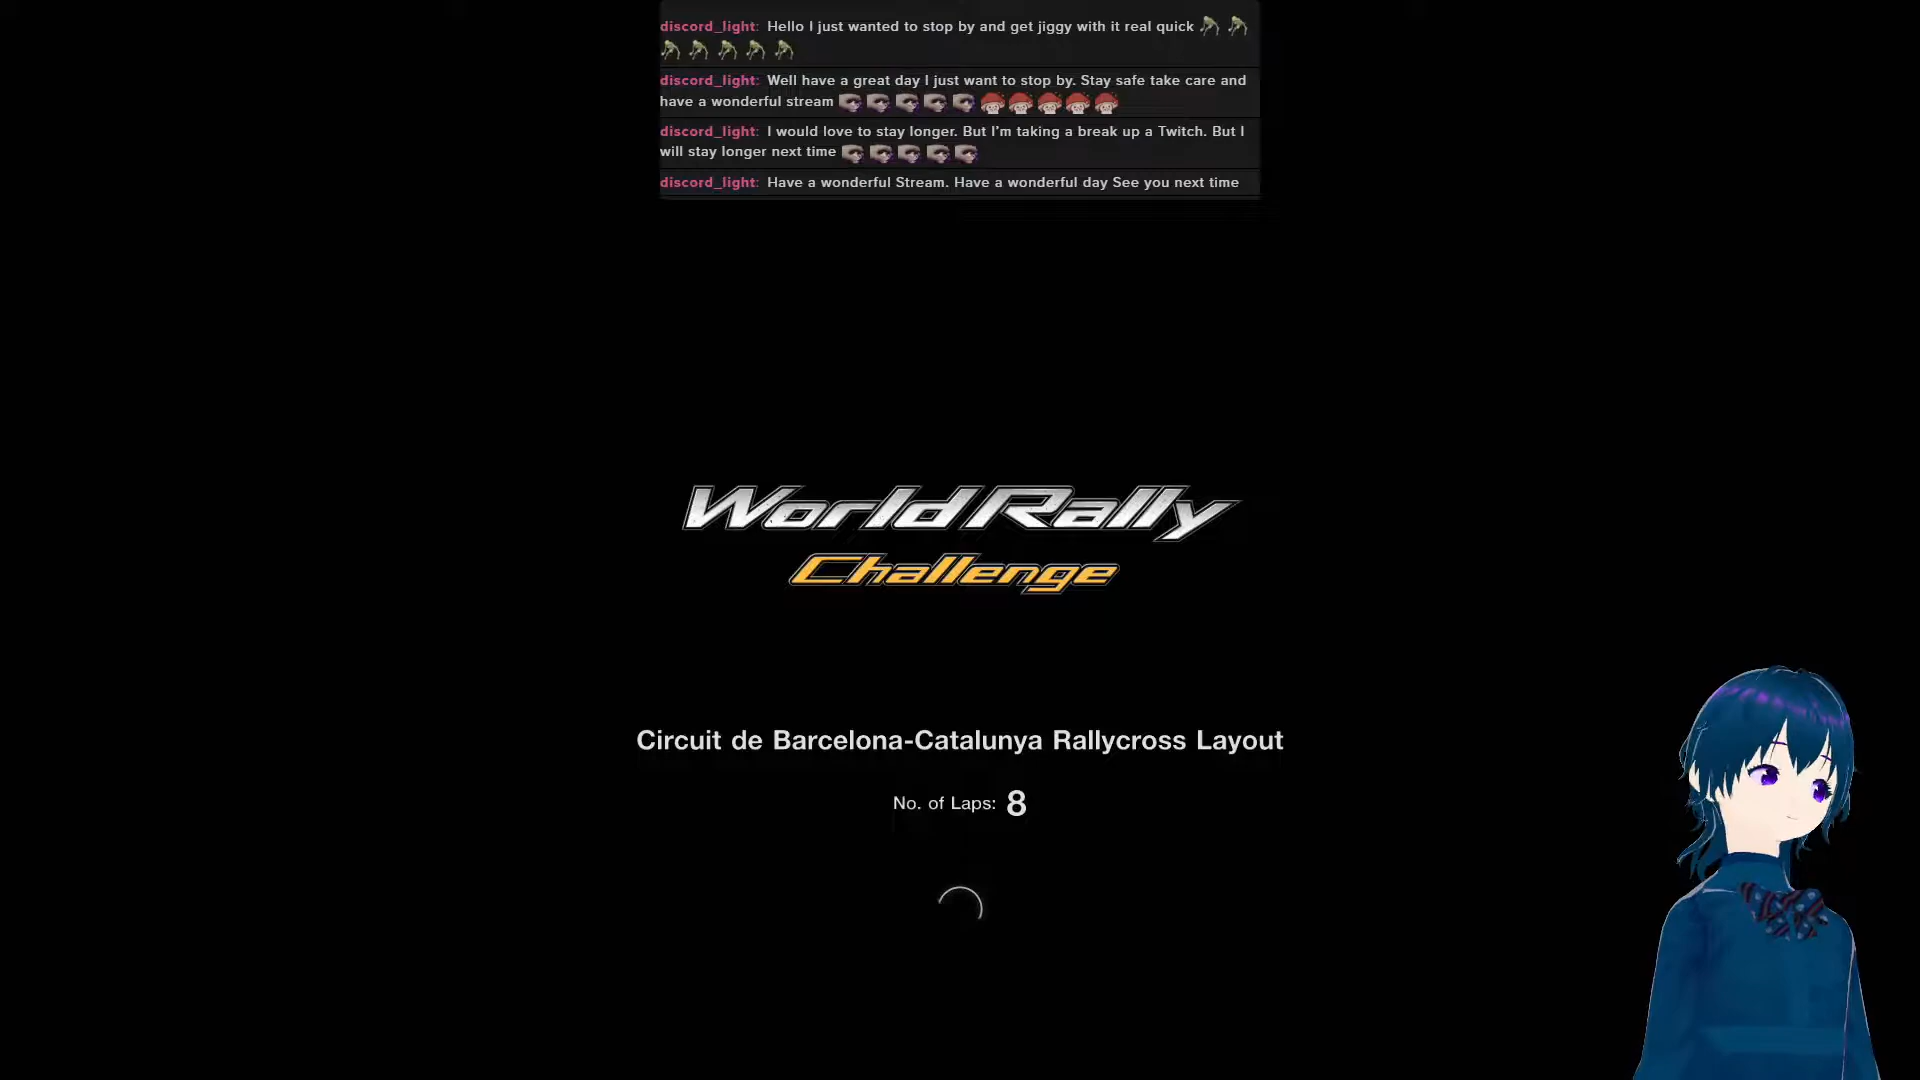 discord_light: Hello I just wanted to stop by and get jiggy with it real quick
discord_light: Well have a great day I just want to stop by. Stay safe take care and
have a wonderful stream
discord_light: I would love to stay longer. But I'm taking a break up a Twitch. But I
will stay longer next time
discord_light: Have a wonderful Stream. Have a wonderful day See you next time
World Rally
Challenge
Circuit de Barcelona-Catalunya Rallycross Layout
No. of Laps: 8